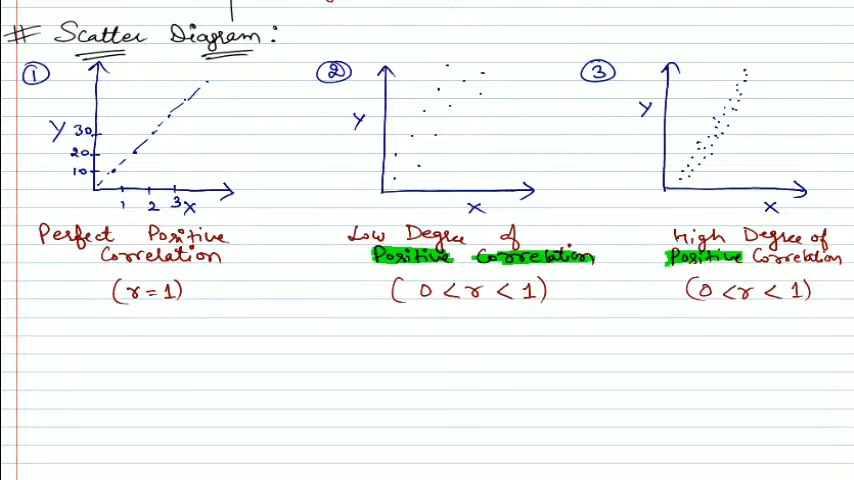 # Scatter Diagram:
① ② ③
Y 30 Y Y
20
10
1 2 3 X X X
Perfect Positive Correlation
(r = 1)
Low Degree of Positive Correlation
( 0 < r < 1)
High Degree of Positive Correlation
(0 < r < 1)